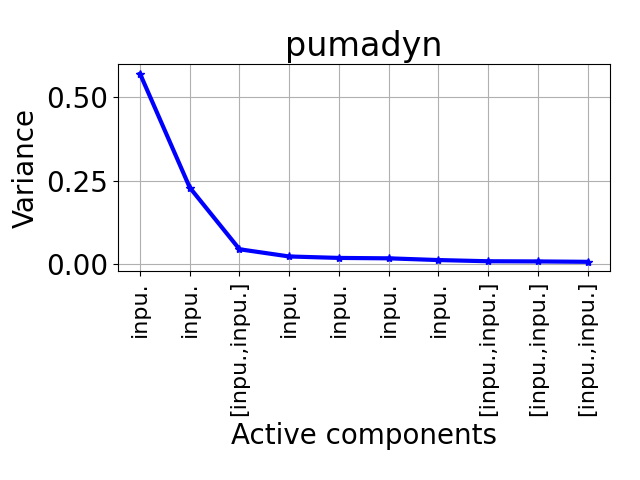 pumadyn
Variance
0.50
0.25
0.00
inpu.
inpu.
[inpu.,inpu.]
inpu.
inpu.
inpu.
inpu.
[inpu.,inpu.]
[inpu.,inpu.]
[inpu.,inpu.]
Active components